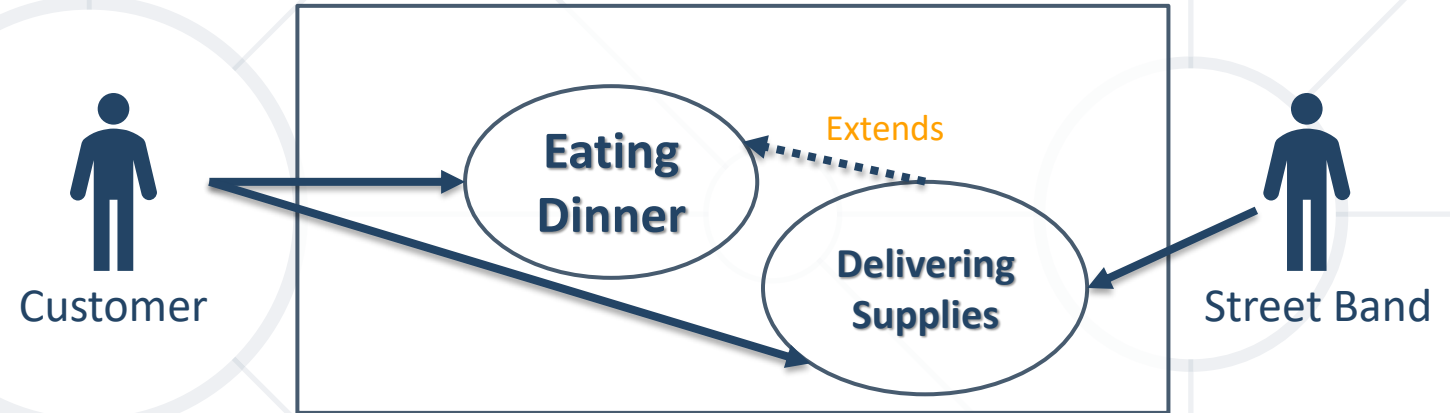 Extends
Eating
Dinner
Delivering
Supplies
Customer
Street Band